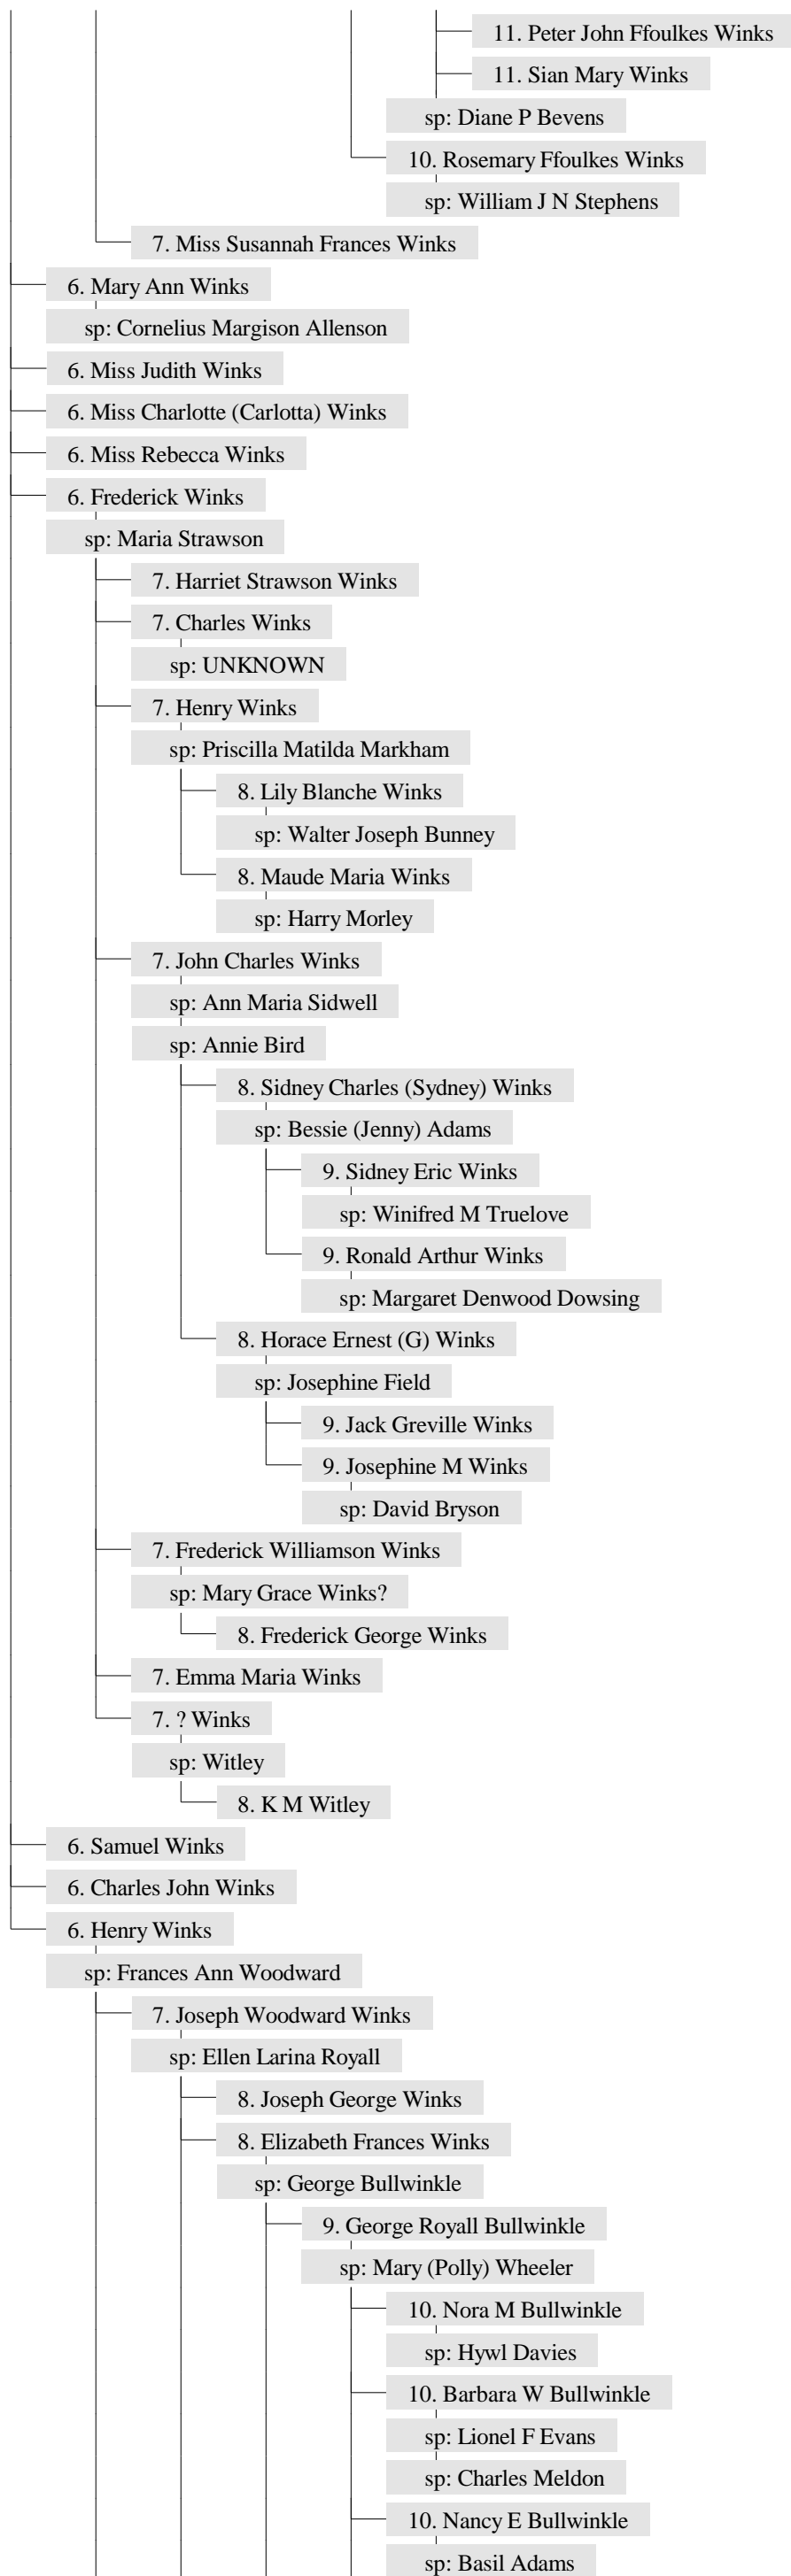 11. Peter John Ffoulkes Winks
11. Sian Mary Winks
sp: Diane P Bevens
10. Rosemary Ffoulkes Winks
sp: William J N Stephens
7. Miss Susannah Frances Winks
6. Mary Ann Winks
sp: Cornelius Margison Allenson
6. Miss Judith Winks
6. Miss Charlotte (Carlotta) Winks
6. Miss Rebecca Winks
6. Frederick Winks
sp: Maria Strawson
7. Harriet Strawson Winks
7. Charles Winks
sp: UNKNOWN
7. Henry Winks
sp: Priscilla Matilda Markham
8. Lily Blanche Winks
sp: Walter Joseph Bunney
8. Maude Maria Winks
sp: Harry Morley
7. John Charles Winks
sp: Ann Maria Sidwell
sp: Annie Bird
8. Sidney Charles (Sydney) Winks
sp: Bessie (Jenny) Adams
9. Sidney Eric Winks
sp: Winifred M Truelove
9. Ronald Arthur Winks
sp: Margaret Denwood Dowsing
8. Horace Ernest (G) Winks
sp: Josephine Field
9. Jack Greville Winks
9. Josephine M Winks
sp: David Bryson
7. Frederick Williamson Winks
sp: Mary Grace Winks?
8. Frederick George Winks
7. Emma Maria Winks
7. ? Winks
sp: Witley
8. K M Witley
6. Samuel Winks
6. Charles John Winks
6. Henry Winks
sp: Frances Ann Woodward
7. Joseph Woodward Winks
sp: Ellen Larina Royall
8. Joseph George Winks
8. Elizabeth Frances Winks
sp: George Bullwinkle
9. George Royall Bullwinkle
sp: Mary (Polly) Wheeler
10. Nora M Bullwinkle
sp: Hywl Davies
10. Barbara W Bullwinkle
sp: Lionel F Evans
sp: Charles Meldon
10. Nancy E Bullwinkle
sp: Basil Adams